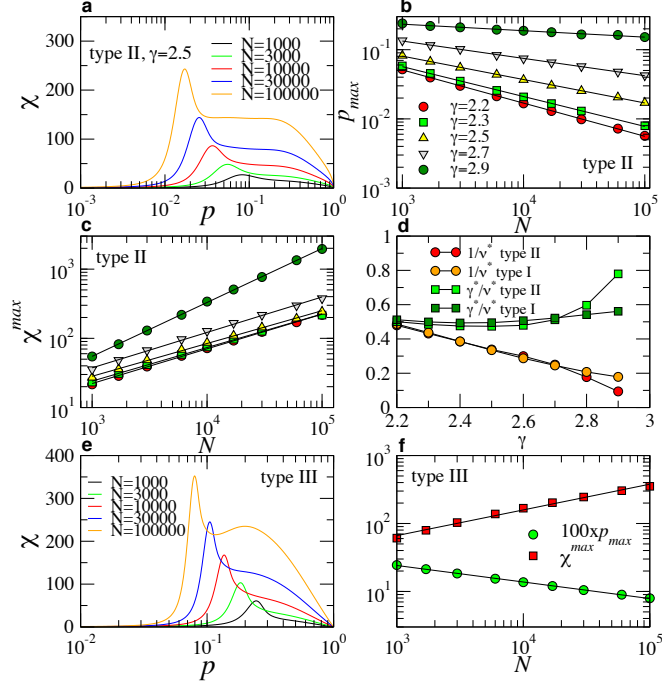 a
type II, γ=2.5
N=1000
N=3000
N=10000
N=30000
N=100000
300
200
100
0
χ
10^-3
10^-2
10^-1
10^0
p
b
10^-1
10^-2
10^-3
p_max
γ=2.2
γ=2.3
γ=2.5
γ=2.7
γ=2.9
type II
10^3
10^4
10^5
N
c
type II
10^3
10^2
10^1
χ^max
10^3
10^4
10^5
N
d
1/ν* type II
1/ν* type I
γ*/ν* type II
γ*/ν* type I
1
0.8
0.6
0.4
0.2
0
2.2
2.4
2.6
2.8
3
γ
e
type III
N=1000
N=3000
N=10000
N=30000
N=100000
400
350
300
200
100
0
χ
10^-2
10^-1
10^0
p
f
type III
100xp_max
χ_max
10^3
10^2
10^1
10^3
10^4
10^5
N